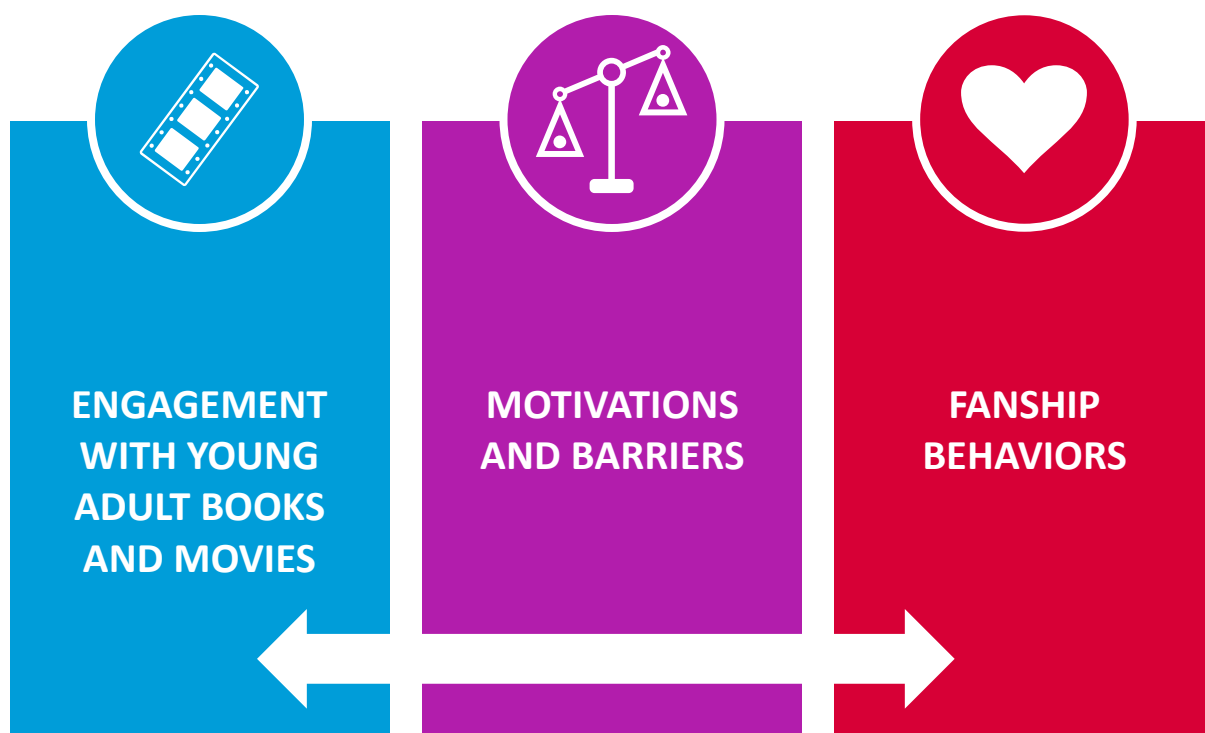 ENGAGEMENT
WITH YOUNG
ADULT BOOKS
AND MOVIES
MOTIVATIONS
AND BARRIERS
FANSHIP
BEHAVIORS